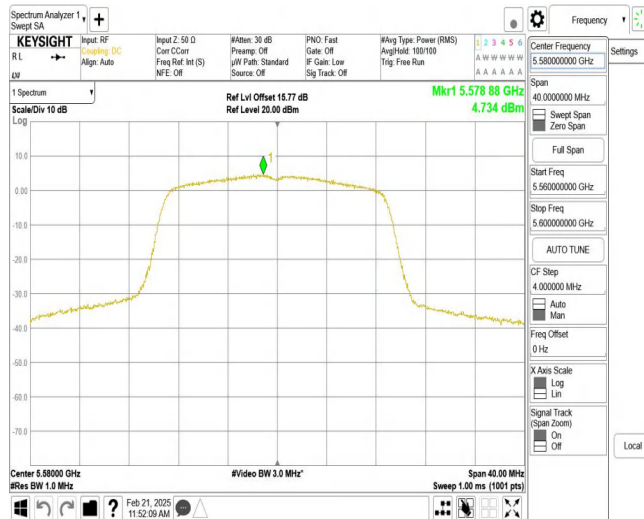 Spectrum Analyzer 1
Swept SA
+
Frequency
KEYSIGHT
RL
Input: RF
Coupling: DC
Align: Auto
Input Z: 50 Ω
Corr CCorr
Freq Ref: Int (S)
NFE: Off
#Atten: 30 dB
Preamp: Off
µW Path: Standard
Source: Off
PNO: Fast
Gate: Off
IF Gain: Low
Sig Track: Off
#Avg Type: Power (RMS)
Avg|Hold: 100/100
Trig: Free Run
1 2 3 4 5 6
A W W W W W
A A A A A A
1 Spectrum
Scale/Div 10 dB
Log
Ref Lvl Offset 15.77 dB
Ref Level 20.00 dBm
Mkr1 5.578 88 GHz
4.734 dBm
1
10.0
0.00
-10.0
-20.0
-30.0
-40.0
-50.0
-60.0
-70.0
Center 5.58000 GHz
#Res BW 1.0 MHz
#Video BW 3.0 MHz*
Span 40.00 MHz
Sweep 1.00 ms (1001 pts)
Center Frequency
5.580000000 GHz
Settings
Span
40.0000000 MHz
Swept Span
Zero Span
Full Span
Start Freq
5.560000000 GHz
Stop Freq
5.600000000 GHz
AUTO TUNE
CF Step
4.000000 MHz
Auto
Man
Freq Offset
0 Hz
X Axis Scale
Log
Lin
Signal Track
(Span Zoom)
On
Off
Local
?
Feb 21, 2025
11:52:09 AM